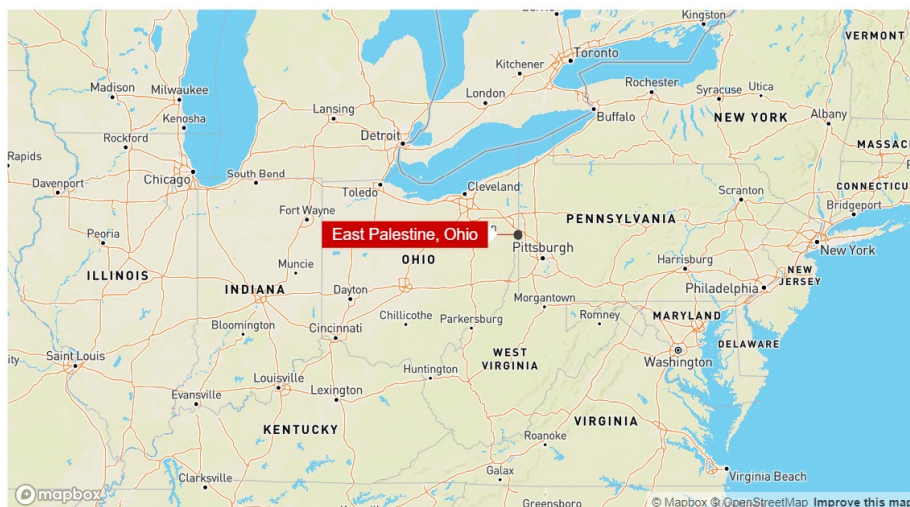 Kingston
VERMONT
Toronto
Kitchener
Madison
Milwaukee
London
Rochester
Syracuse
Utica
Lansing
Kenosha
Buffalo
NEW YORK
Albany
Rockford
Detroit
Rapids
Chicago
South Bend
Toledo
Cleveland
Scranton
Davenport
Bridgeport
Fort Wayne
PENNSYLVANIA
East Palestine, Ohio
Peoria
Pittsburgh
New York
ILLINOIS
Muncie
OHIO
Harrisburg
NEW
JERSEY
INDIANA
Dayton
Philadelphia
Morgantown
Bloomington
Cincinnati
Chillicothe
Parkersburg
Romney
MARYLAND
DELAWARE
Saint Louis
WEST
VIRGINIA
Washington
Huntington
Louisville
Lexington
Evansville
KENTUCKY
VIRGINIA
Roanoke
Clarksville
Galax
Virginia Beach
mapbox
Greensboro
© Mapbox © OpenStreetMap Improve this map